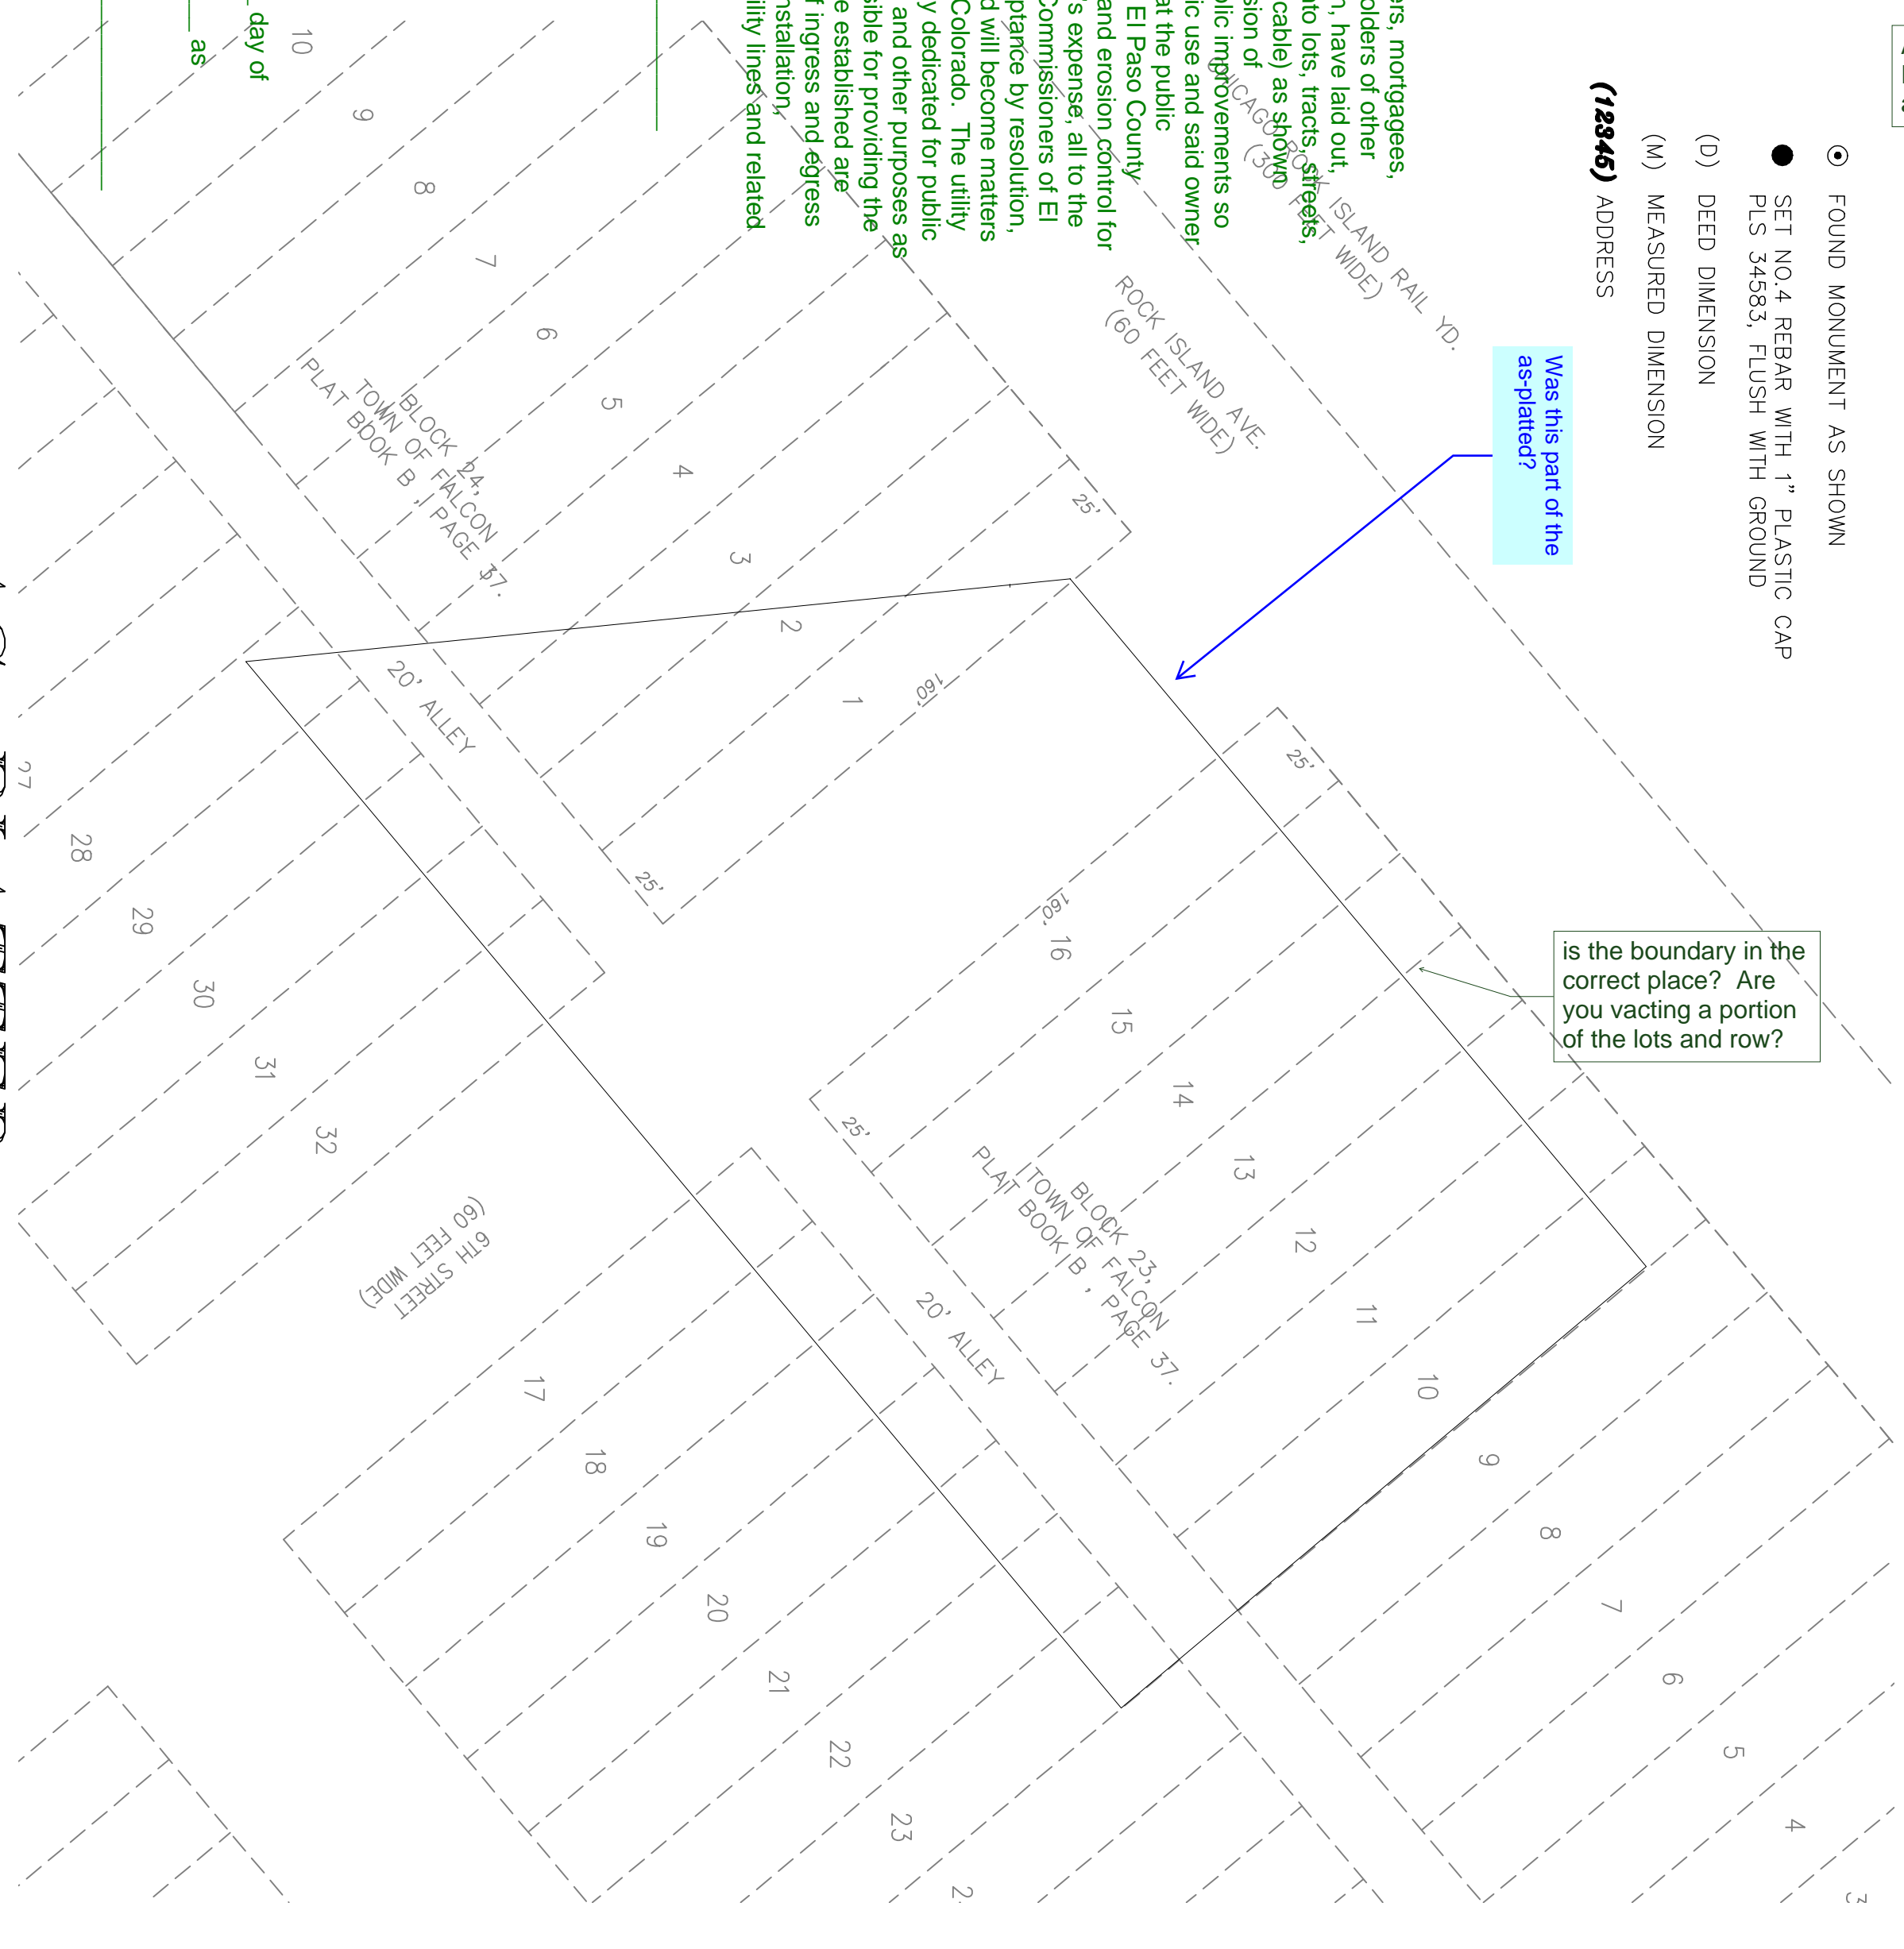 FOUND MONUMENT AS SHOWN
SET NO.4 REBAR WITH 1” PLASTIC CAP
PLS 34583, FLUSH WITH GROUND
(D) DEED DIMENSION
(M) MEASURED DIMENSION
(12345) ADDRESS
ers, mortgagees,
olders of other
n, have laid out,
nto lots, tracts, streets,
cable) as shown
sion of
blic improvements so
ic use and said owner
at the public
El Paso County
and erosion control for
's expense, all to the
Commissioners of El
ptance by resolution,
d will become matters
Colorado. The utility
y dedicated for public
and other purposes as
sible for providing the
e established are
f ingress and egress
nstallation,
ility lines and related
day of
as
CHICAGO ROCK ISLAND RAIL YD.
(300 FEET WIDE)
ROCK ISLAND AVE.
(60 FEET WIDE)
Was this part of the
as-platted?
is the boundary in the
correct place? Are
you vacting a portion
of the lots and row?
BLOCK 24,
TOWN OF FALCON
PLAT BOOK B , PAGE 37.
10
9
8
7
6
5
4
3
2
1
25'
160'
25'
20' ALLEY
27
28
29
30
31
32
6TH STREET
(60 FEET WIDE)
25'
160'
25'
16
15
14
13
12
11
10
9
8
7
6
5
4
3
BLOCK 23,
TOWN OF FALCON
PLAT BOOK B , PAGE 37.
20' ALLEY
17
18
19
20
21
22
23
2